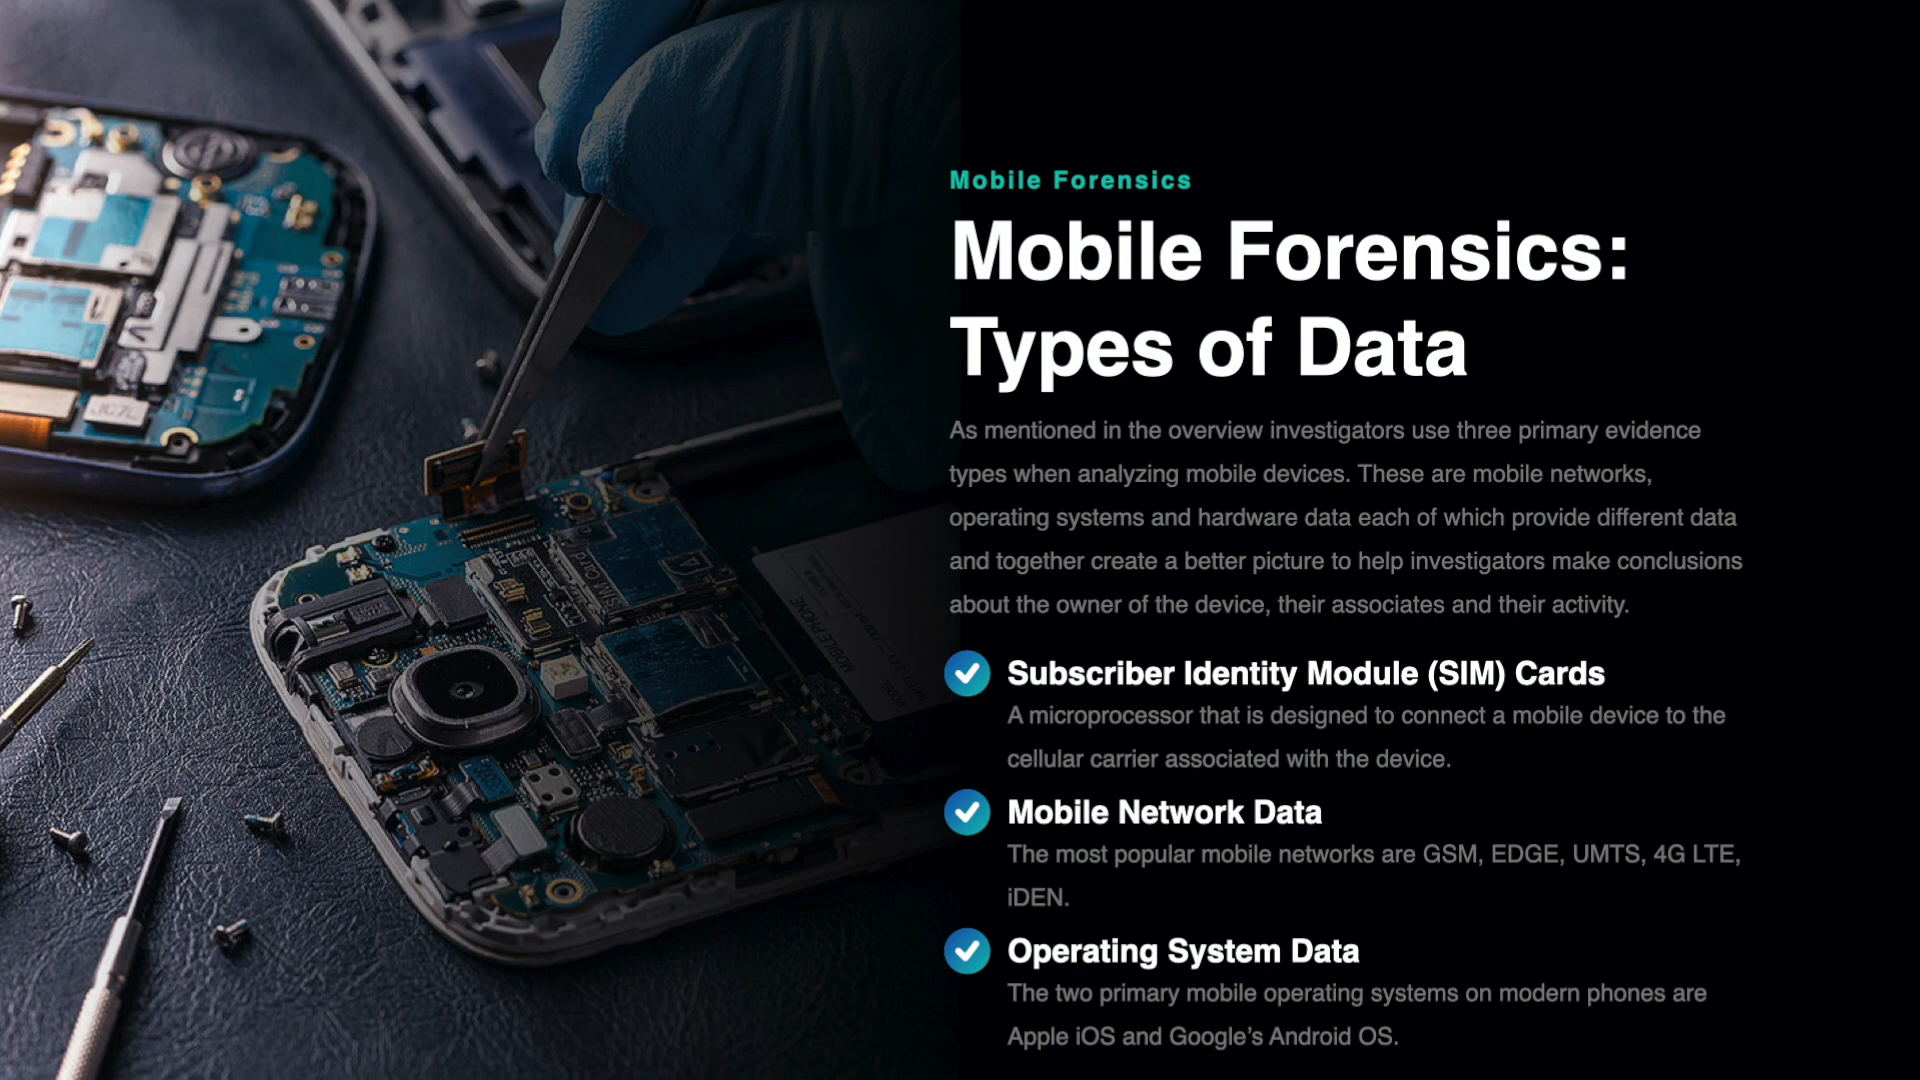 Mobile Forensics
Mobile Forensics:
Types of Data
As mentioned in the overview investigators use three primary evidence
types when analyzing mobile devices. These are mobile networks,
operating systems and hardware data each of which provide different data
and together create a better picture to help investigators make conclusions
about the owner of the device, their associates and their activity.
Subscriber Identity Module (SIM) Cards
A microprocessor that is designed to connect a mobile device to the
cellular carrier associated with the device.
Mobile Network Data
The most popular mobile networks are GSM, EDGE, UMTS, 4G LTE,
iDEN.
Operating System Data
The two primary mobile operating systems on modern phones are
Apple iOS and Google’s Android OS.
SIM Card
MOBILE PHONE